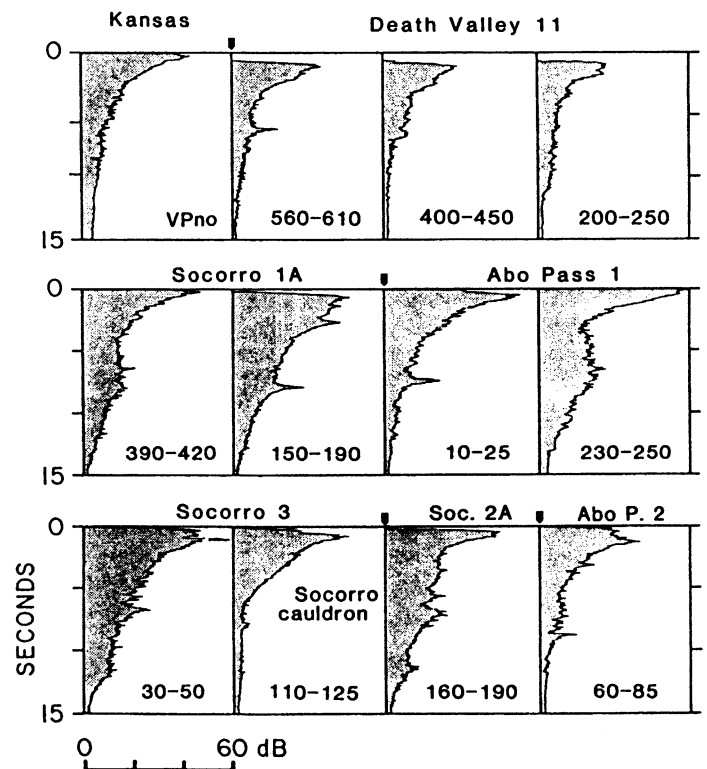 Kansas Death Valley 11
0
VPno 560-610 400-450 200-250
15
Socorro 1A Abo Pass 1
0
390-420 150-190 10-25 230-250
15
Socorro 3 Soc. 2A Abo P. 2
0
SECONDS
Socorro
cauldron
30-50 110-125 160-190 60-85
15
0 60 dB